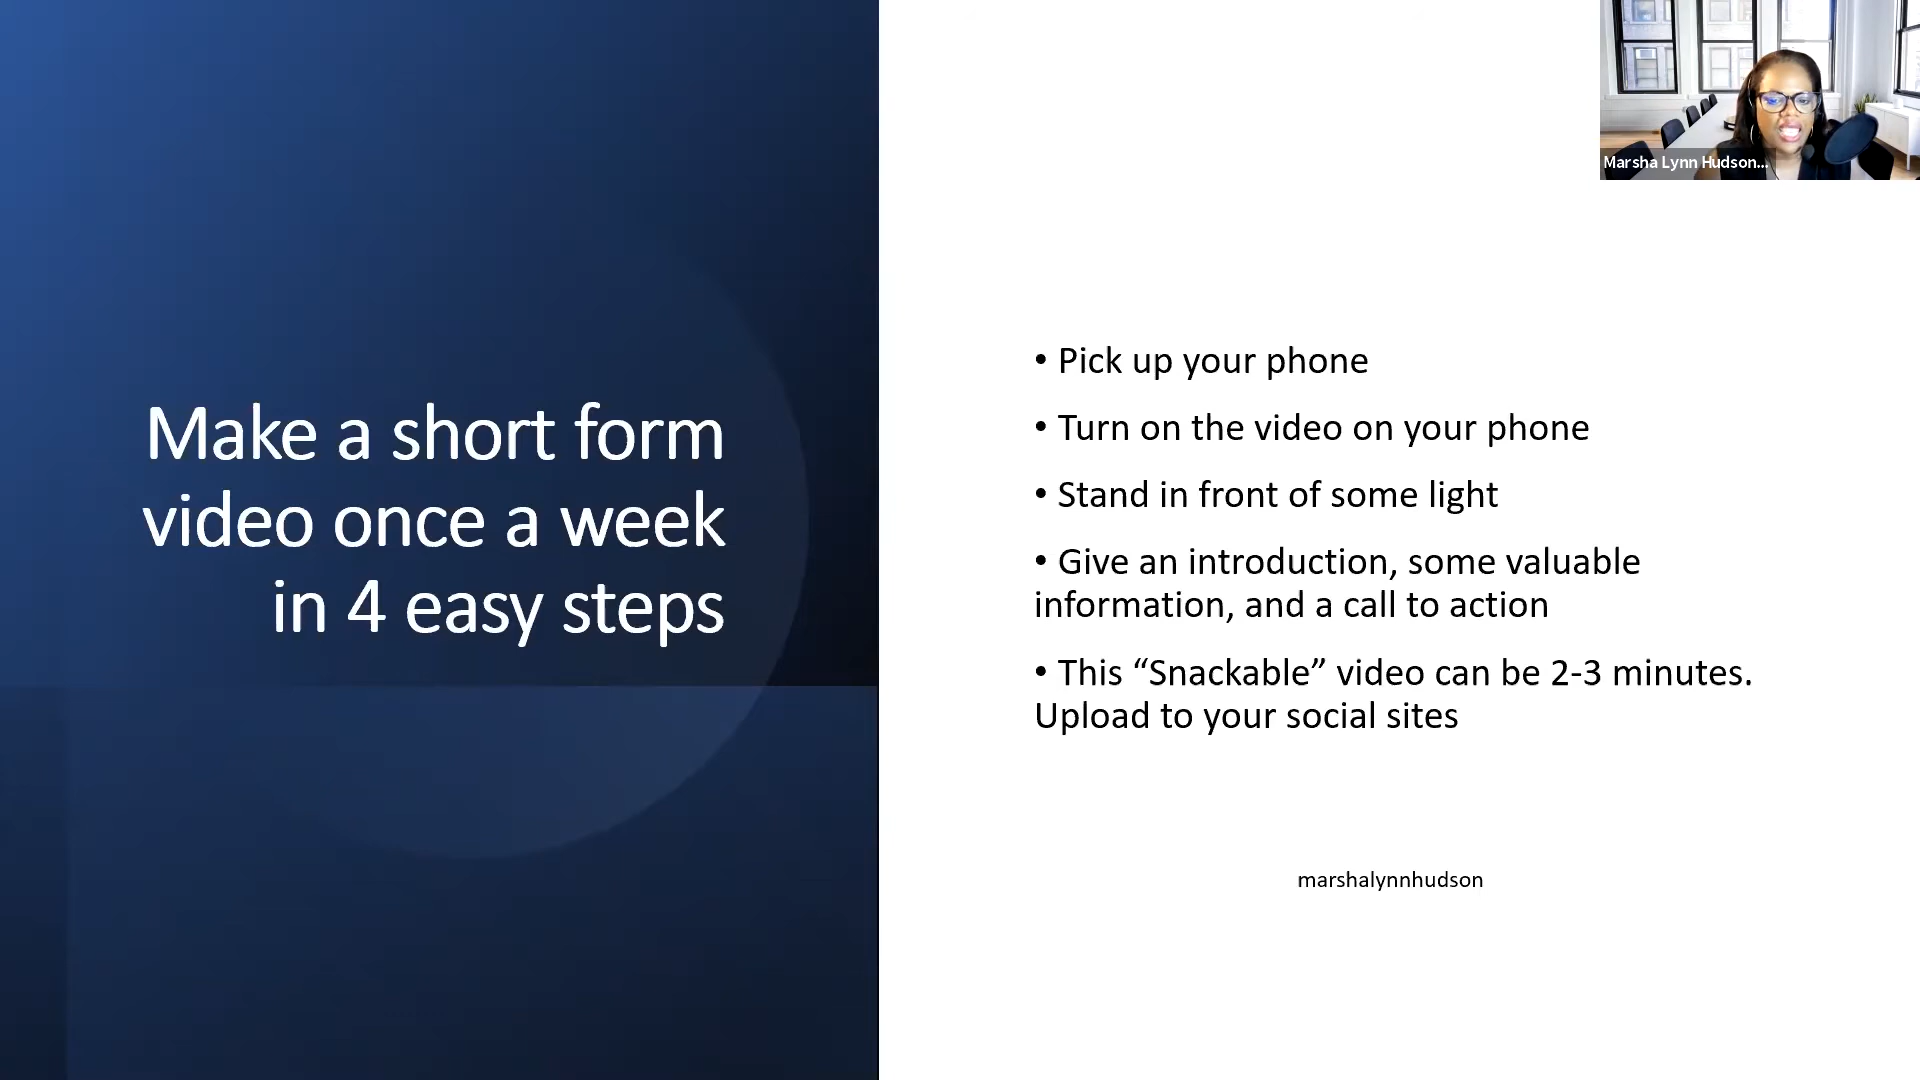 Make a short form
video once a week
in 4 easy steps
• Pick up your phone
• Turn on the video on your phone
• Stand in front of some light
• Give an introduction, some valuable
information, and a call to action
• This “Snackable” video can be 2-3 minutes.
Upload to your social sites
marshalynnhudson
Marsha Lynn Hudson...